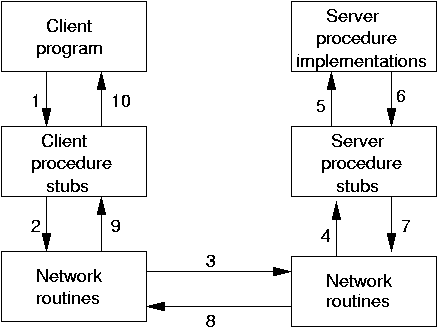 Client
program
Server
procedure
implementations
1
10
5
6
Client
procedure
stubs
Server
procedure
stubs
2
9
4
7
3
Network
routines
Network
routines
8